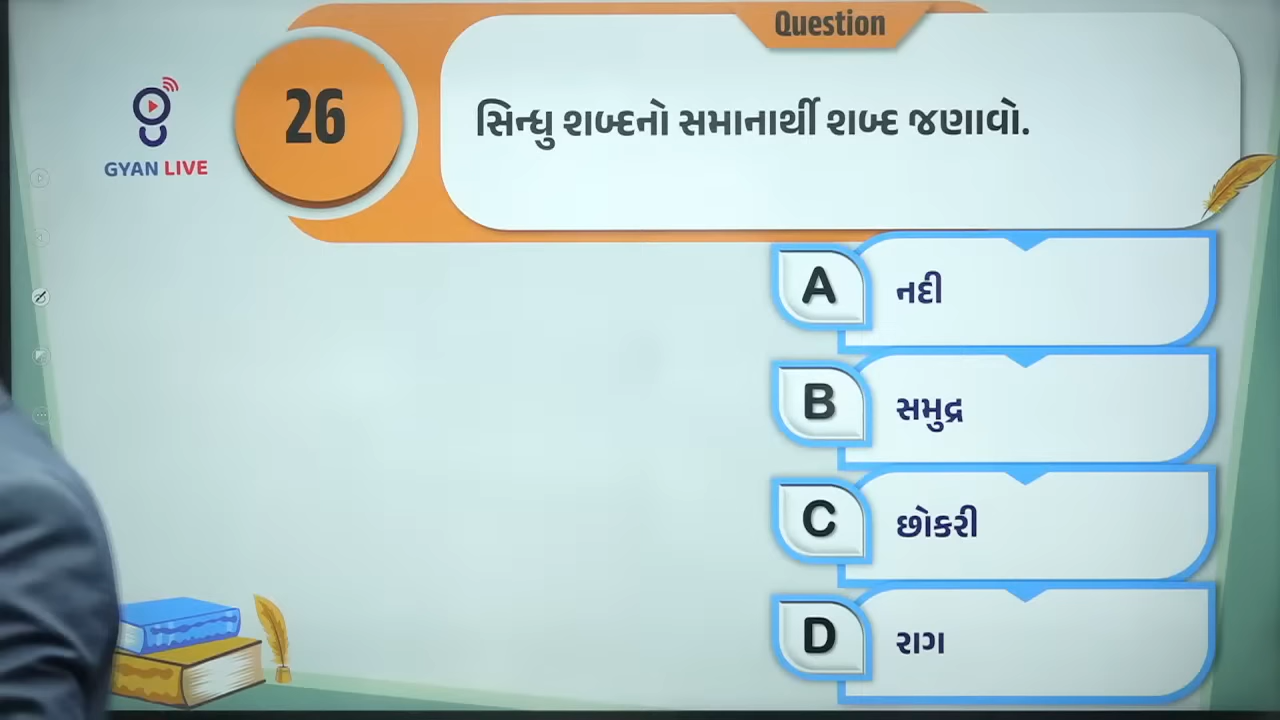 Question
26
સિન્ધુ શબ્દનો સમાનાર્થી શબ્દ જણાવો.
GYAN LIVE
A નદી
B સમુદ્ર
C છોકરી
D રાગ